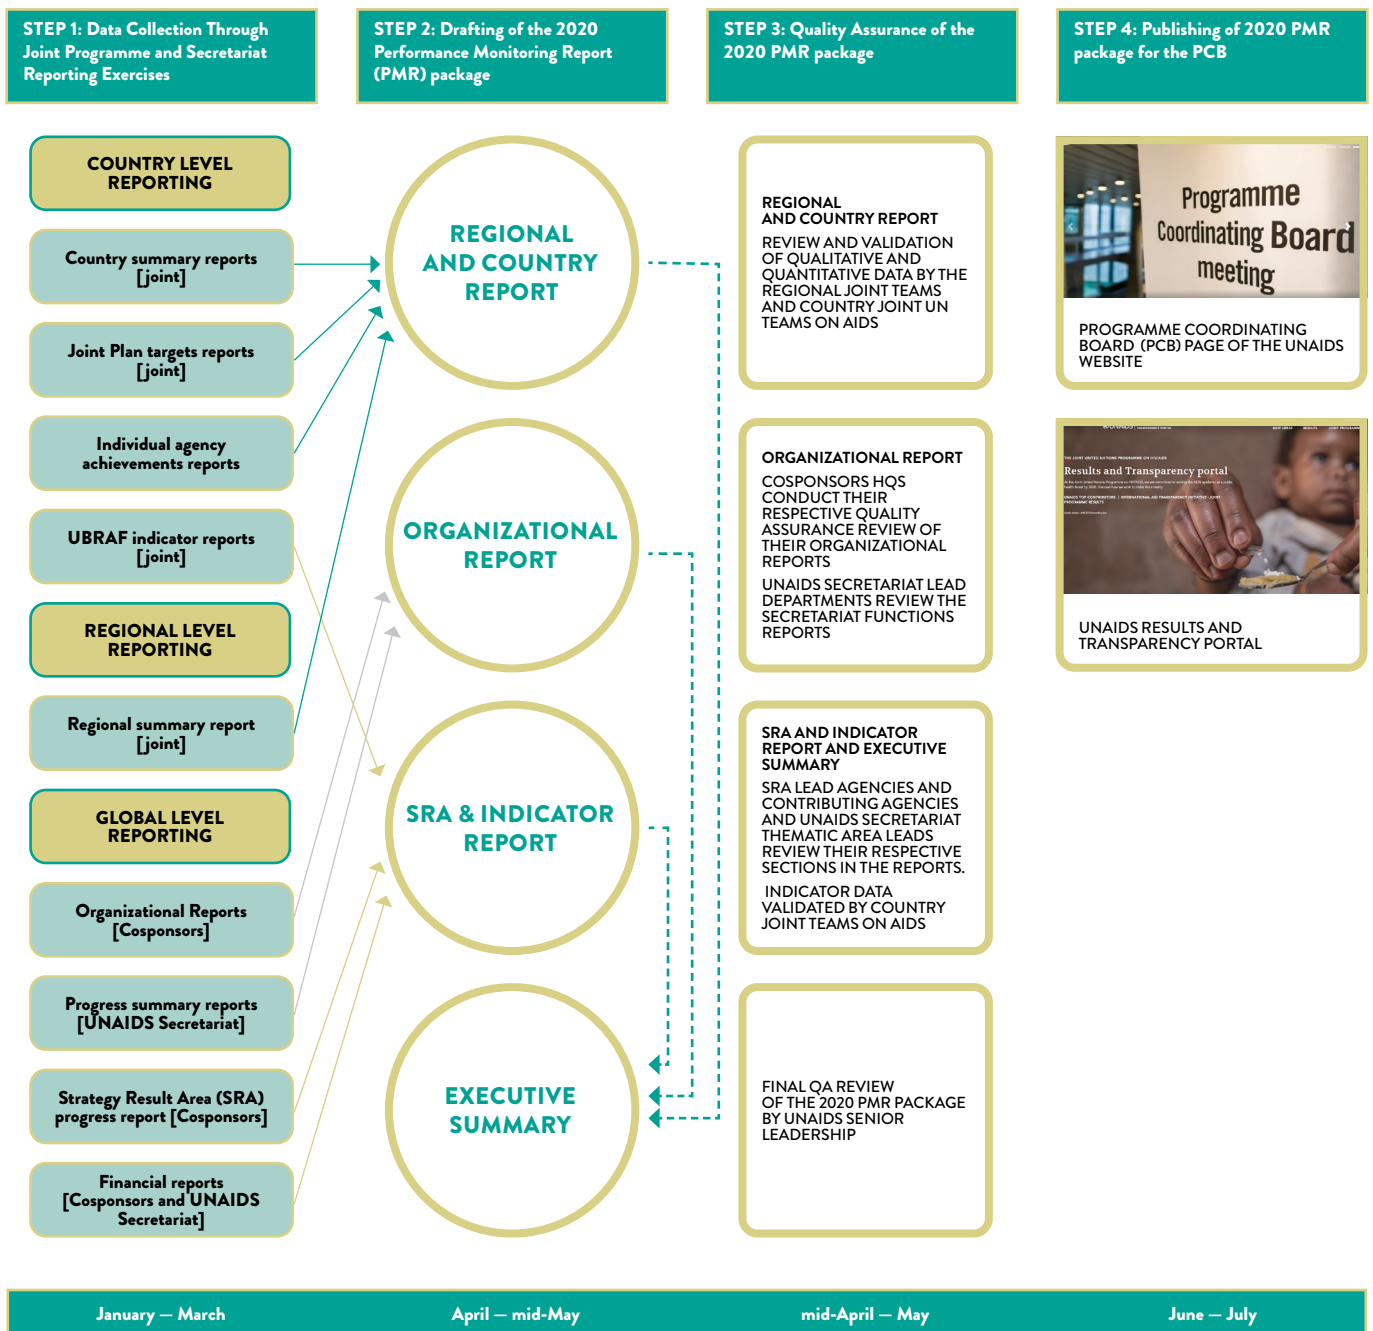 STEP 1: Data Collection Through
Joint Programme and Secretariat
Reporting Exercises
STEP 2: Drafting of the 2020
Performance Monitoring Report
(PMR) package
STEP 3: Quality Assurance of the
2020 PMR package
STEP 4: Publishing of 2020 PMR
package for the PCB
COUNTRY LEVEL
REPORTING
Country summary reports
[joint]
Joint Plan targets reports
[joint]
Individual agency
achievements reports
UBRAF indicator reports
[joint]
REGIONAL LEVEL
REPORTING
Regional summary report
[joint]
GLOBAL LEVEL
REPORTING
Organizational Reports
[Cosponsors]
Progress summary reports
[UNAIDS Secretariat]
Strategy Result Area (SRA)
progress report [Cosponsors]
Financial reports
[Cosponsors and UNAIDS
Secretariat]
REGIONAL
AND COUNTRY
REPORT
ORGANIZATIONAL
REPORT
SRA & INDICATOR
REPORT
EXECUTIVE
SUMMARY
REGIONAL
AND COUNTRY REPORT
REVIEW AND VALIDATION
OF QUALITATIVE AND
QUANTITATIVE DATA BY THE
REGIONAL JOINT TEAMS
AND COUNTRY JOINT UN
TEAMS ON AIDS
ORGANIZATIONAL REPORT
COSPONSORS HQS
CONDUCT THEIR
RESPECTIVE QUALITY
ASSURANCE REVIEW OF
THEIR ORGANIZATIONAL
REPORTS
UNAIDS SECRETARIAT LEAD
DEPARTMENTS REVIEW THE
SECRETARIAT FUNCTIONS
REPORTS
SRA AND INDICATOR
REPORT AND EXECUTIVE
SUMMARY
SRA LEAD AGENCIES AND
CONTRIBUTING AGENCIES
AND UNAIDS SECRETARIAT
THEMATIC AREA LEADS
REVIEW THEIR RESPECTIVE
SECTIONS IN THE REPORTS.
INDICATOR DATA
VALIDATED BY COUNTRY
JOINT TEAMS ON AIDS
FINAL QA REVIEW
OF THE 2020 PMR PACKAGE
BY UNAIDS SENIOR
LEADERSHIP
Programme
Coordinating Board
meeting
PROGRAMME COORDINATING
BOARD (PCB) PAGE OF THE UNAIDS
WEBSITE
THE JOINT UNITED NATIONS PROGRAMME ON HIV/AIDS
Results and Transparency portal
UNAIDS RESULTS AND
TRANSPARENCY PORTAL
January — March
April — mid-May
mid-April — May
June — July